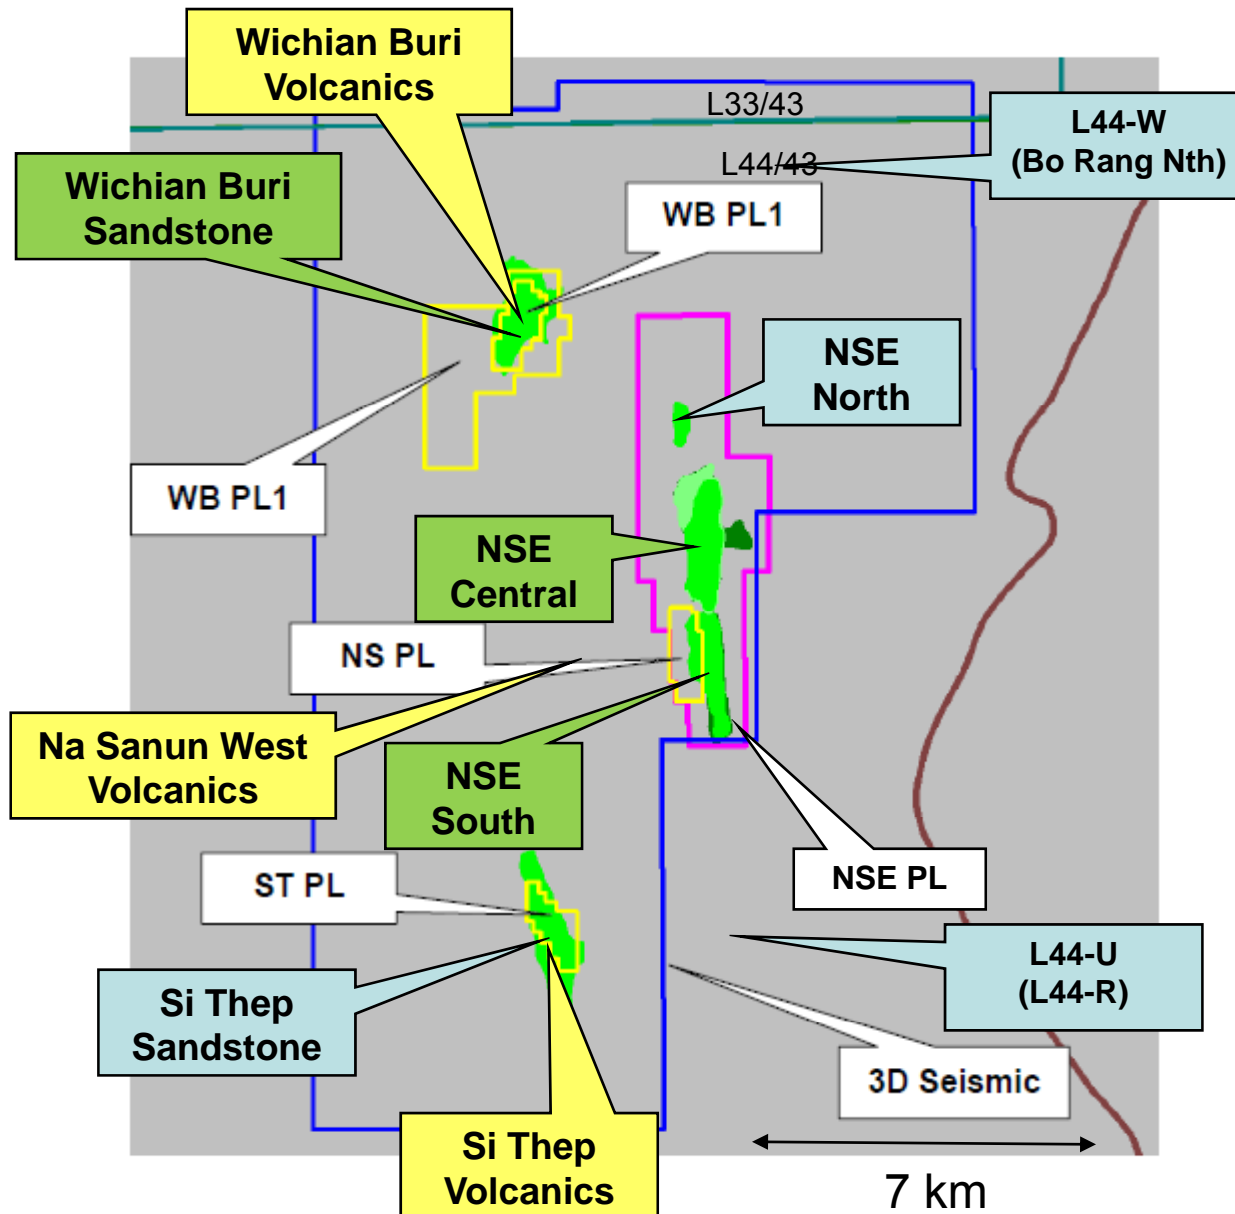 Wichian Buri
Volcanics
L33/43
L44-W
(Bo Rang Nth)
L44/43
Wichian Buri
Sandstone
WB PL1
NSE
North
WB PL1
NSE
Central
NS PL
Na Sanun West
Volcanics
NSE
South
ST PL
NSE PL
L44-U
(L44-R)
Si Thep
Sandstone
3D Seismic
Si Thep
Volcanics
7 km